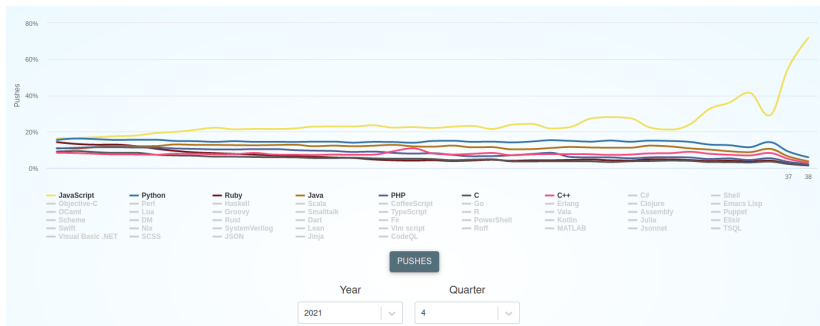 80%
60%
Pushes
40%
20%
0%
37 38
JavaScript Python Ruby Java PHP C C++ C# Shell
Objective-C Perl Haskell Scala CoffeeScript Go Erlang Clojure Emacs Lisp
OCaml Lua Groovy Smalltalk TypeScript R Vala Assembly Puppet
Scheme DM Rust Dart F# PowerShell Kotlin Julia Elixir
Swift Nix SystemVerilog Lean Vim script Roff MATLAB Jsonnet TSQL
Visual Basic .NET SCSS JSON Jinja CodeQL
PUSHES
Year Quarter
2021 4